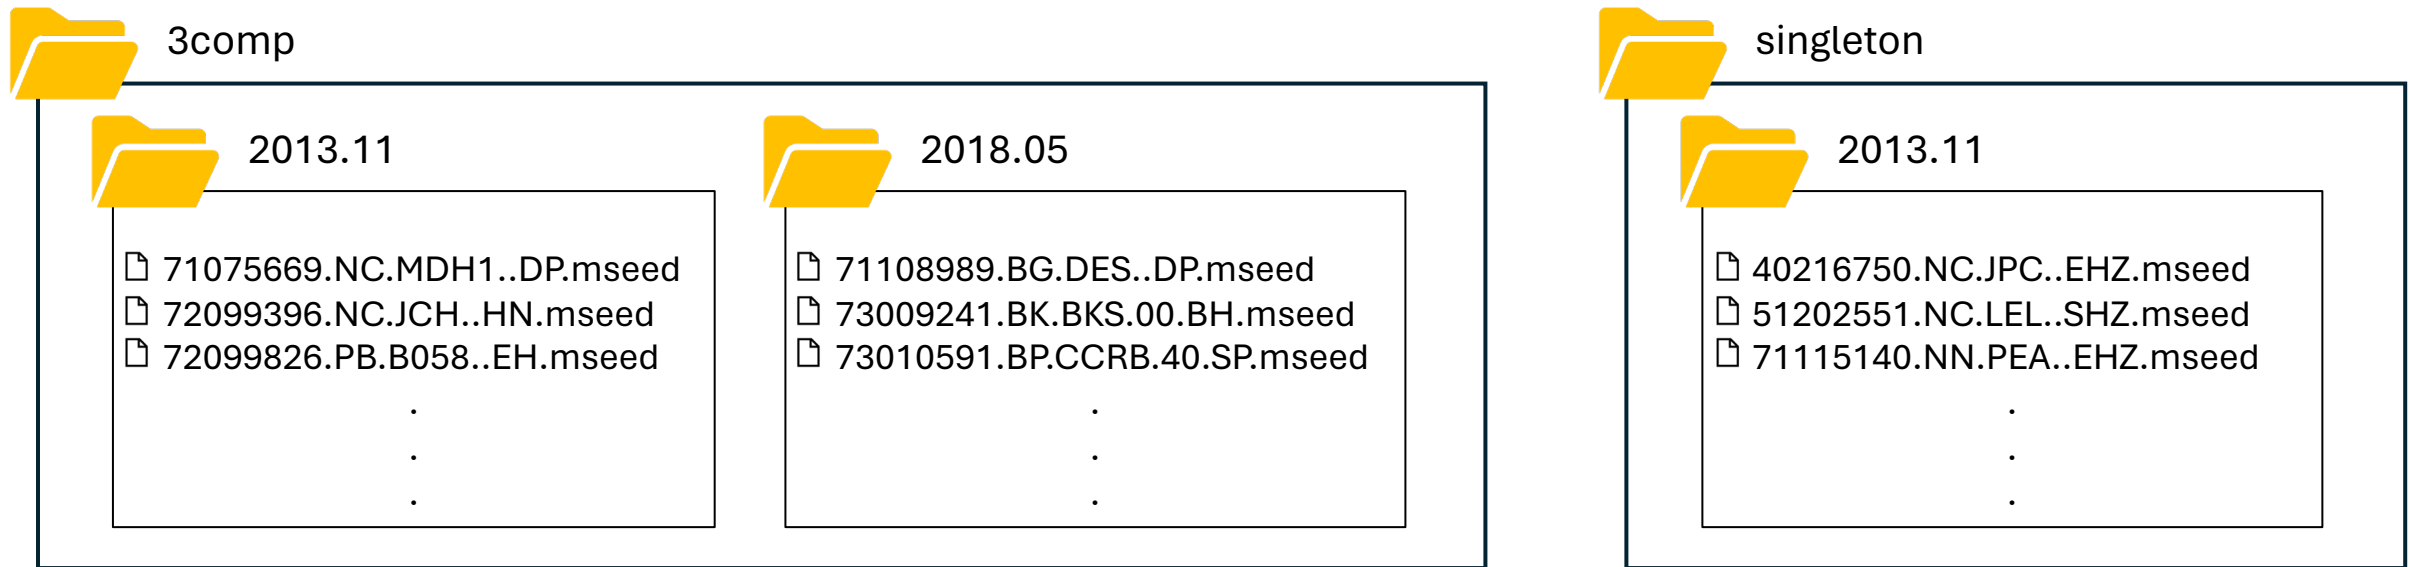 3comp
2013.11
71075669.NC.MDH1..DP.mseed
72099396.NC.JCH..HN.mseed
72099826.PB.B058..EH.mseed
.
.
.
2018.05
71108989.BG.DES..DP.mseed
73009241.BK.BKS.00.BH.mseed
73010591.BP.CCRB.40.SP.mseed
.
.
.
singleton
2013.11
40216750.NC.JPC..EHZ.mseed
51202551.NC.LEL..SHZ.mseed
71115140.NN.PEA..EHZ.mseed
.
.
.